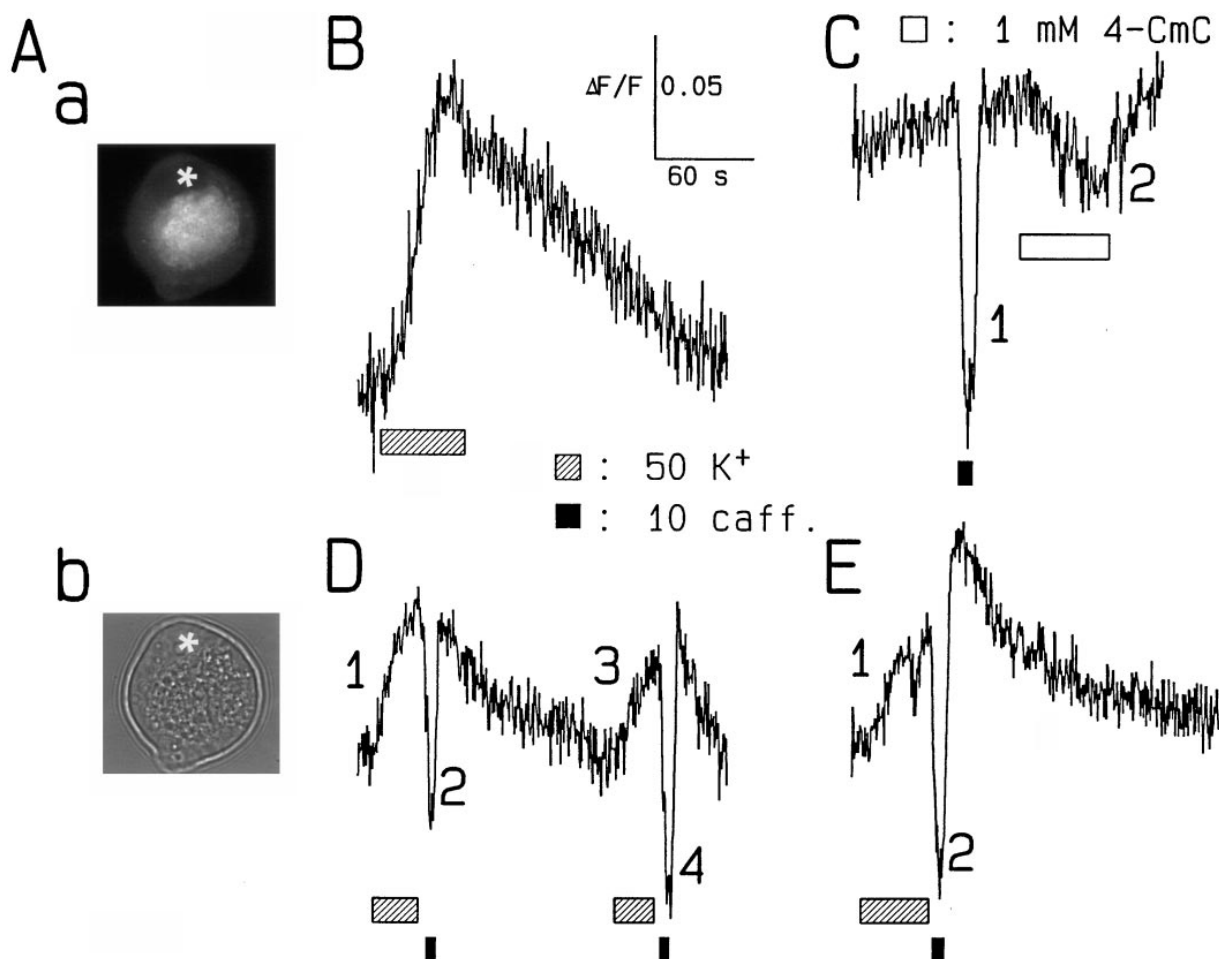 A
a
*
B
ΔF/F 0.05
60 s
C
□ : 1 mM 4-CmC
1
2
▨ : 50 K⁺
■ : 10 caff.
b
*
D
1
2
3
4
E
1
2